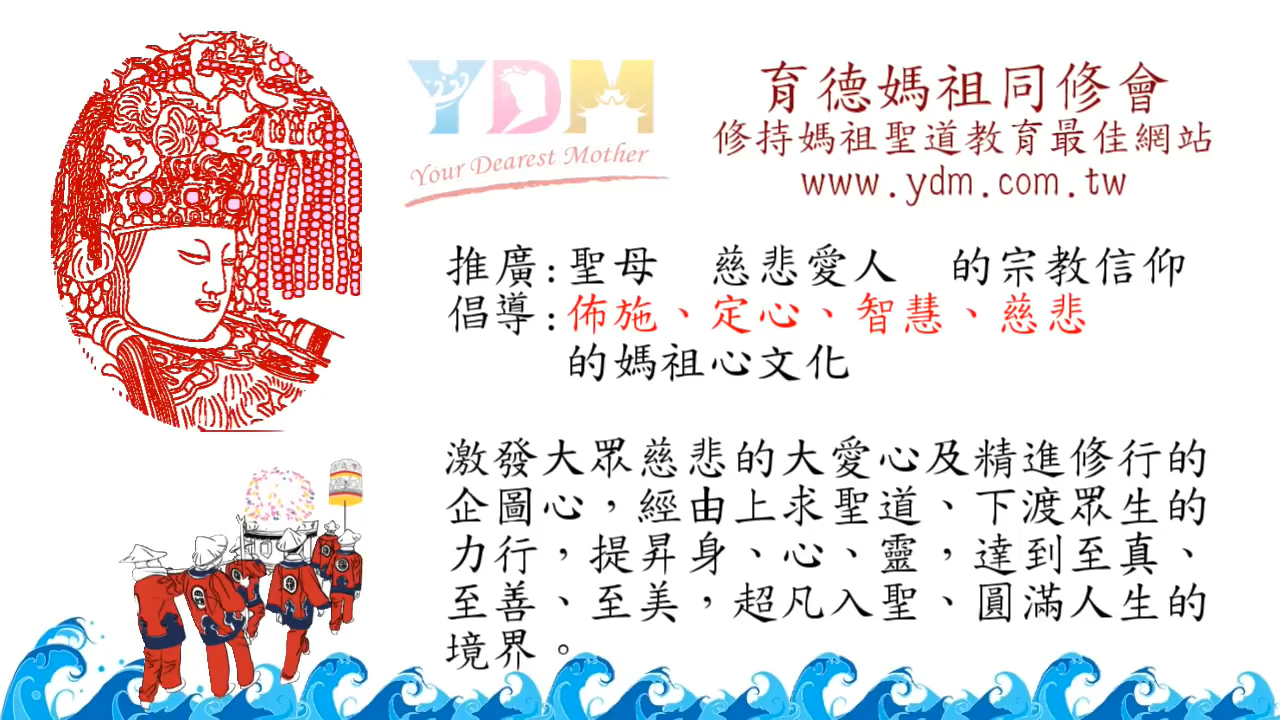 YDM
Your Dearest Mother
育德媽祖同修會
修持媽祖聖道教育最佳網站
www.ydm.com.tw
推廣:聖母 慈悲愛人 的宗教信仰
倡導:佈施、定心、智慧、慈悲
的媽祖心文化
激發大眾慈悲的大愛心及精進修行的
企圖心，經由上求聖道、下渡眾生的
力行，提昇身、心、靈，達到至真、
至善、至美，超凡入聖、圓滿人生的
境界。